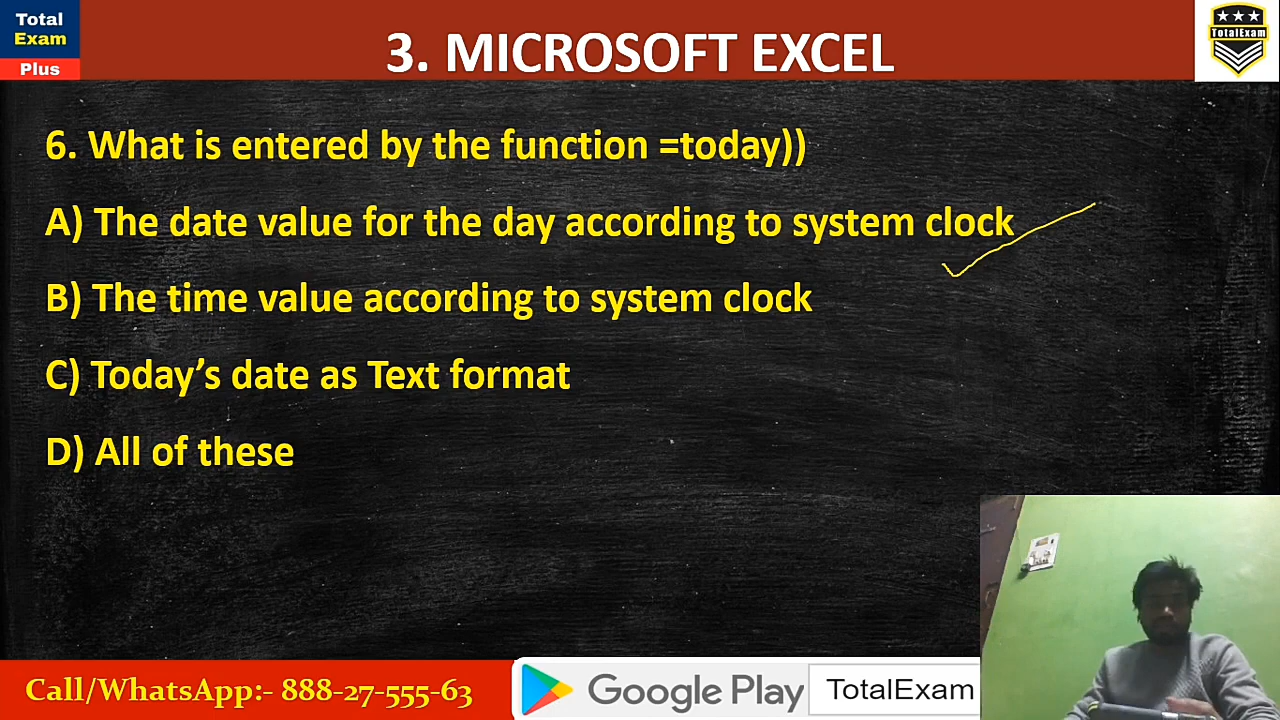 Total
Exam
Plus
3. MICROSOFT EXCEL
TotalExam
6. What is entered by the function =today))
A) The date value for the day according to system clock
B) The time value according to system clock
C) Today’s date as Text format
D) All of these
Call/WhatsApp:- 888-27-555-63
Google Play
TotalExam